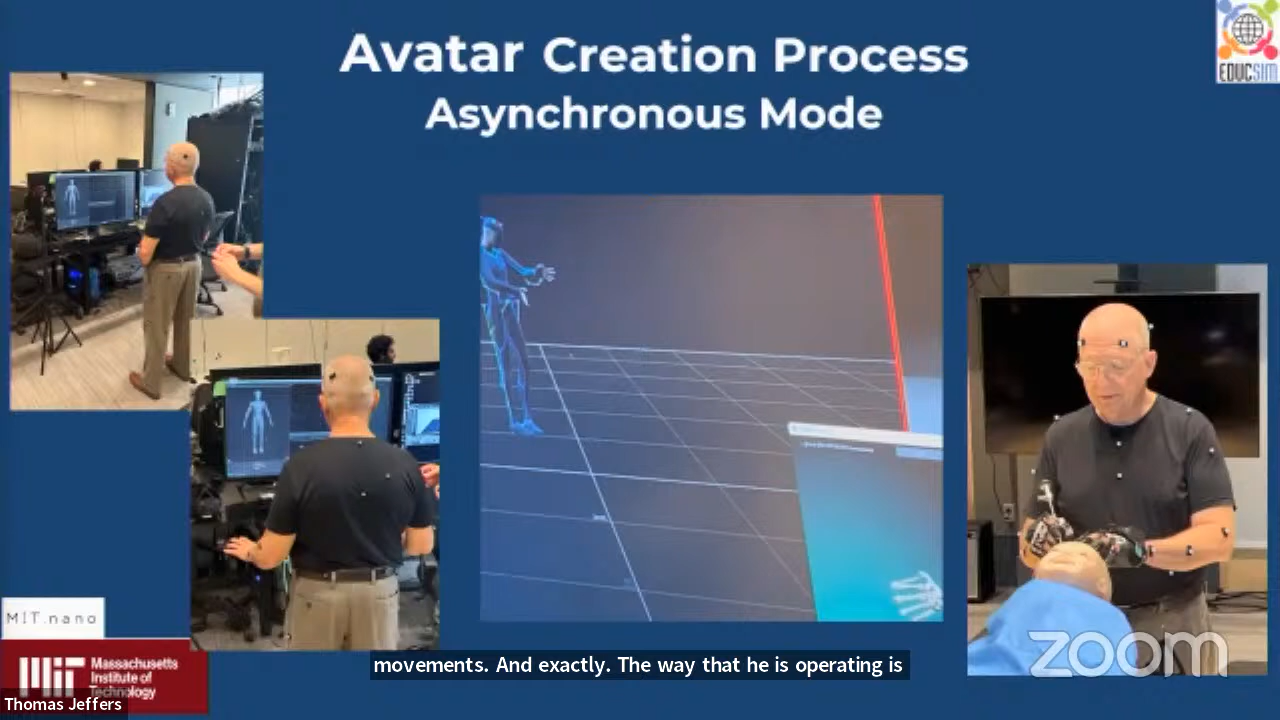 Avatar Creation Process
Asynchronous Mode
EDUCSIM
MIT.nano
Massachusetts
Institute of
Technology
movements. And exactly. The way that he is operating is
zoom
Thomas Jeffers